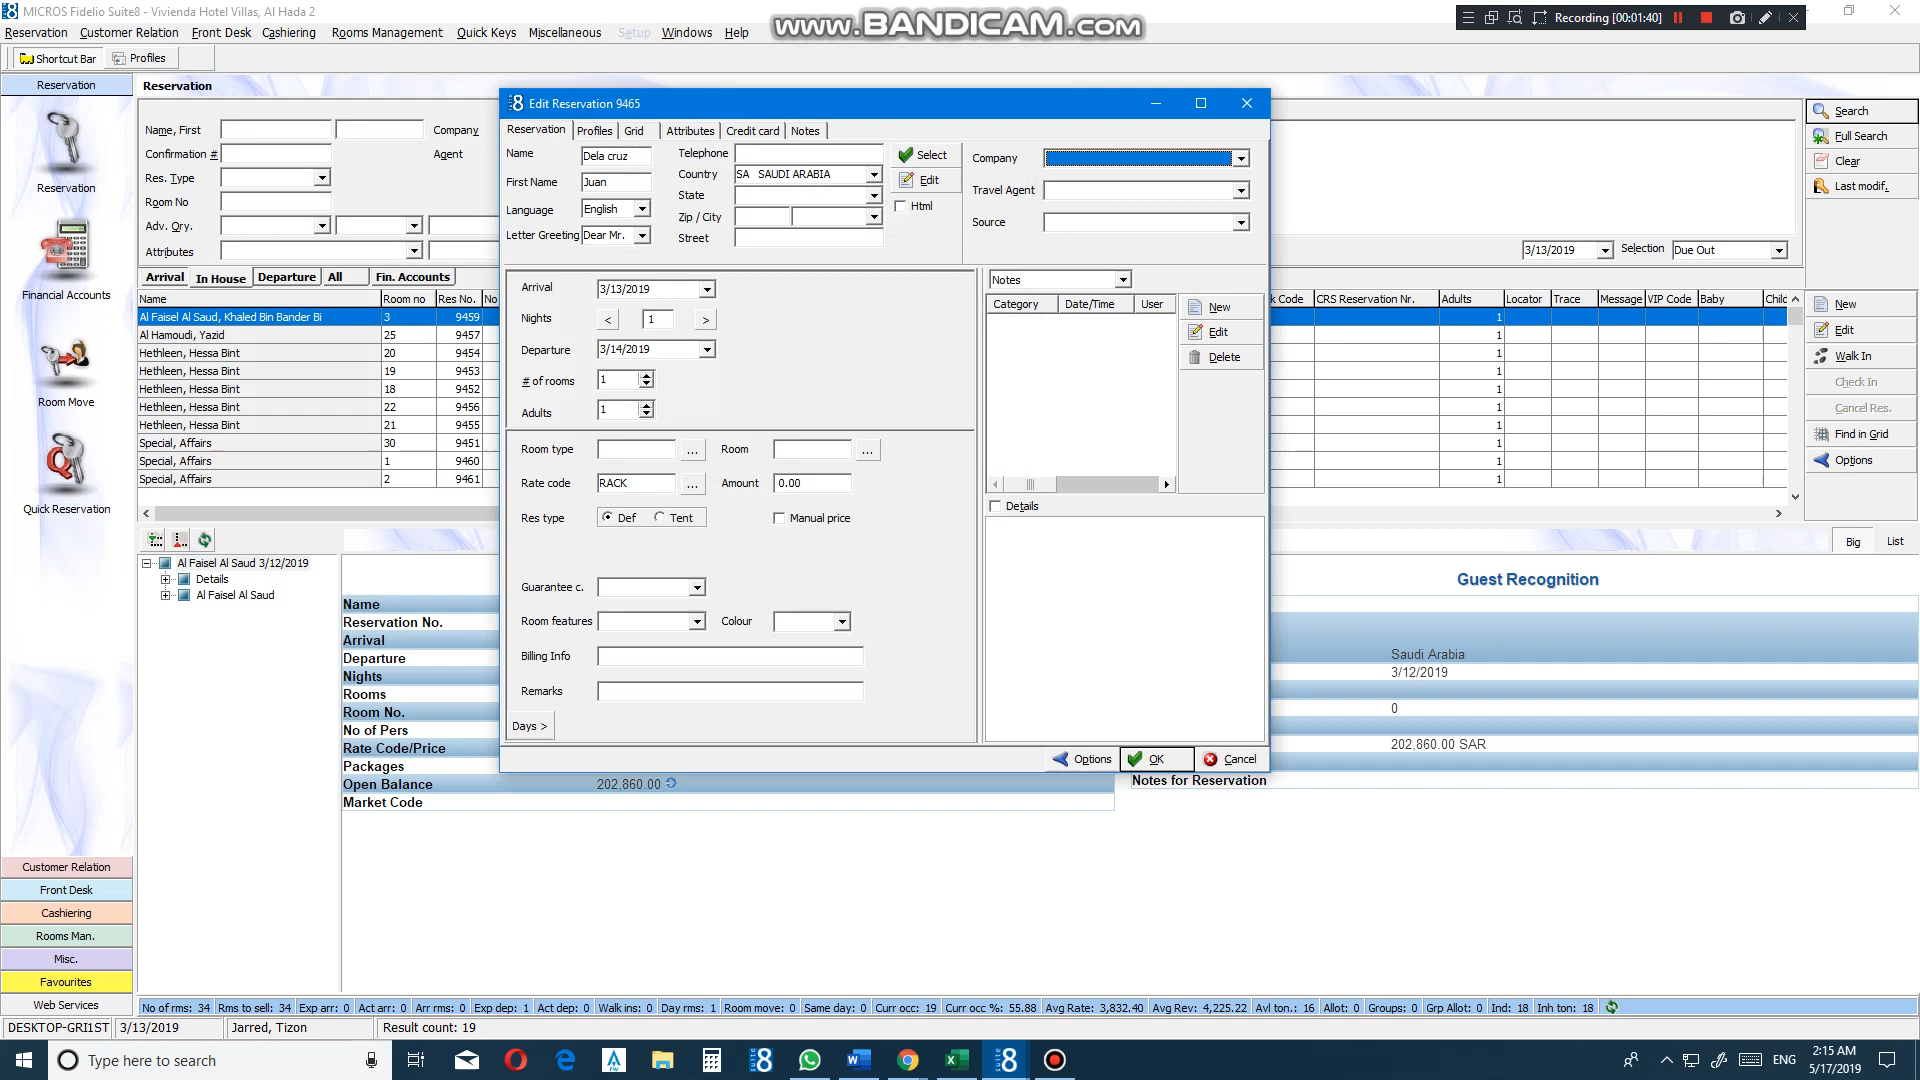 MICROS Fidelio Suite8 - Vivienda Hotel Villas, Al Hada 2
www.BANDICAM.com
Recording [00:01:40]
Reservation Customer Relation Front Desk Cashiering Rooms Management Quick Keys Miscellaneous Setup Windows Help
Shortcut Bar Profiles
Reservation
Reservation
Room Move
Financial Accounts
Quick Reservation
Customer Relation
Front Desk
Cashiering
Rooms Man.
Misc.
Favourites
Web Services
Reservation
Name, First Company
Confirmation # Agent
Res. Type
Room No
Adv. Qry.
Attributes
3/13/2019 Selection Due Out
Search
Full Search
Clear
Last modif.
Arrival In House Departure All Fin. Accounts
Name Room no Res No. No
Al Faisel Al Saud, Khaled Bin Bander Bi 3 9459
Al Hamoudi, Yazid 25 9457
Hethleen, Hessa Bint 20 9454
Hethleen, Hessa Bint 19 9453
Hethleen, Hessa Bint 18 9452
Hethleen, Hessa Bint 22 9456
Hethleen, Hessa Bint 21 9455
Special, Affairs 30 9451
Special, Affairs 1 9460
Special, Affairs 2 9461
k Code CRS Reservation Nr. Adults Locator Trace Message VIP Code Baby Child
1
1
1
1
1
1
1
1
1
1
New
Edit
Walk In
Check In
Cancel Res.
Find in Grid
Options
Big List
Al Faisel Al Saud 3/12/2019
Details
Al Faisel Al Saud
Name
Reservation No.
Arrival
Departure
Nights
Rooms
Room No.
No of Pers
Rate Code/Price
Packages
Open Balance 202,860.00
Market Code
Guest Recognition
Saudi Arabia
3/12/2019
0
202,860.00 SAR
Notes for Reservation
Edit Reservation 9465
Reservation Profiles Grid Attributes Credit card Notes
Name Dela cruz
First Name Juan
Language English
Letter Greeting Dear Mr.
Telephone
Country SA SAUDI ARABIA
State
Zip / City
Street
Select
Edit
Html
Company
Travel Agent
Source
Arrival 3/13/2019
Nights < 1 >
Departure 3/14/2019
# of rooms 1
Adults 1
Room type ... Room ...
Rate code RACK ... Amount 0.00
Res type Def Tent Manual price
Guarantee c.
Room features Colour
Billing Info
Remarks
Days >
Notes
Category Date/Time User
New
Edit
Delete
Details
Options OK Cancel
No of rms: 34 Rms to sell: 34 Exp arr: 0 Act arr: 0 Arr rms: 0 Exp dep: 1 Act dep: 0 Walk ins: 0 Day rms: 1 Room move: 0 Same day: 0 Curr occ: 19 Curr occ %: 55.88 Avg Rate: 3,832.40 Avg Rev: 4,225.22 Avl ton.: 16 Allot: 0 Groups: 0 Grp Allot: 0 Ind: 18 Inh ton: 18
DESKTOP-GRI1ST 3/13/2019 Jarred, Tizon Result count: 19
Type here to search
ENG
2:15 AM
5/17/2019